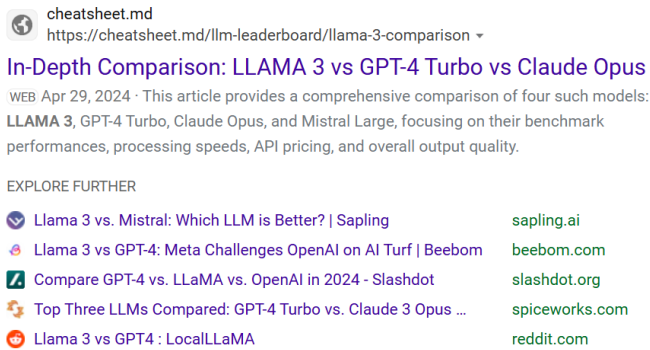 cheatsheet.md
https://cheatsheet.md/llm-leaderboard/llama-3-comparison
In-Depth Comparison: LLAMA 3 vs GPT-4 Turbo vs Claude Opus
WEB Apr 29, 2024 · This article provides a comprehensive comparison of four such models:
LLAMA 3, GPT-4 Turbo, Claude Opus, and Mistral Large, focusing on their benchmark
performances, processing speeds, API pricing, and overall output quality.
EXPLORE FURTHER
Llama 3 vs. Mistral: Which LLM is Better? | Sapling sapling.ai
Llama 3 vs GPT-4: Meta Challenges OpenAI on AI Turf | Beebom beebom.com
Compare GPT-4 vs. LLaMA vs. OpenAI in 2024 - Slashdot slashdot.org
Top Three LLMs Compared: GPT-4 Turbo vs. Claude 3 Opus ... spiceworks.com
Llama 3 vs GPT4 : LocalLLaMA reddit.com